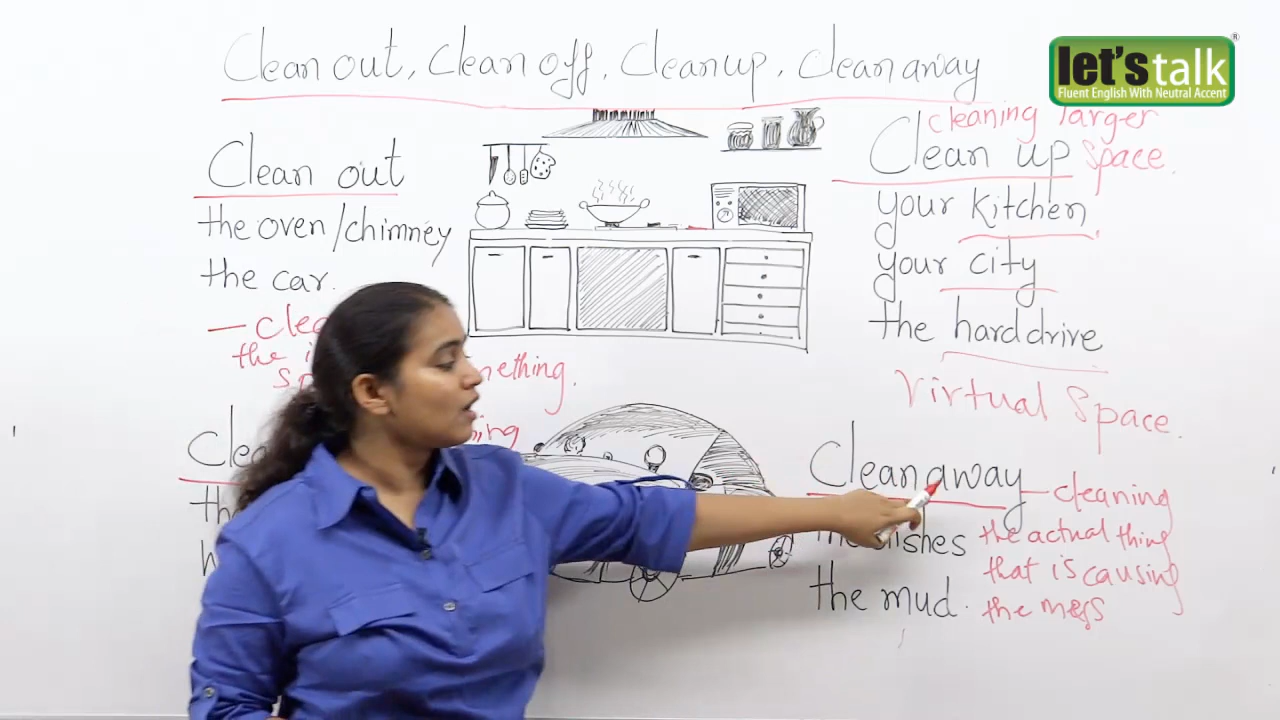 Clean out, Clean off, Clean up, Clean away
let's talk
®
Fluent English With Neutral Accent
Clean out
the oven/chimney
the car.
the
cleaning larger
Clean up space.
your kitchen
your city
the hard drive
Virtual Space.
Clean away – cleaning
dishes the actual thing
that is causing
the mud. the mess